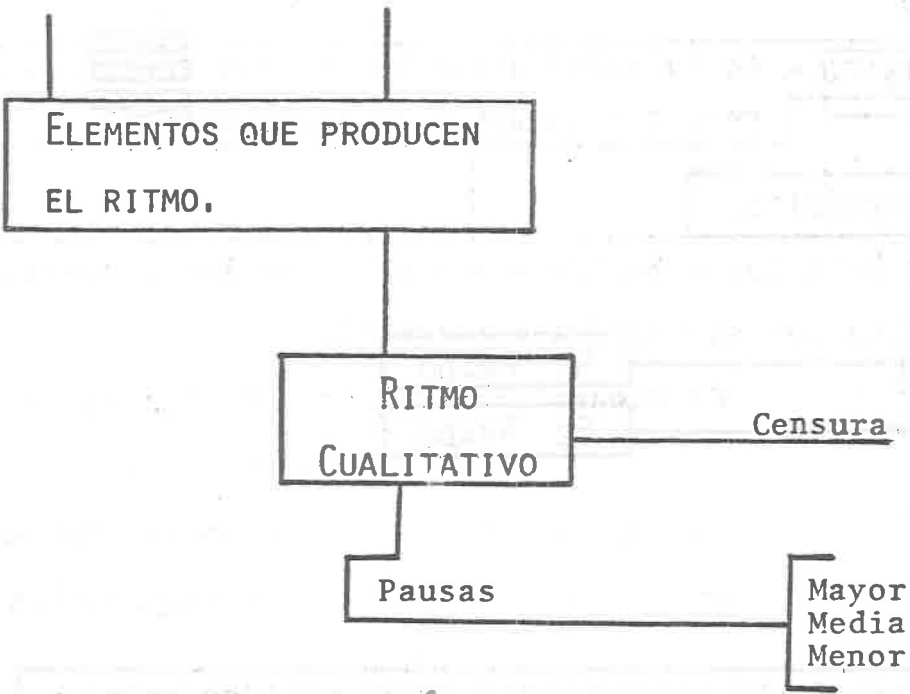 ELEMENTOS QUE PRODUCEN
EL RITMO.
RITMO
CUALITATIVO
Censura
Pausas
Mayor
Media
Menor